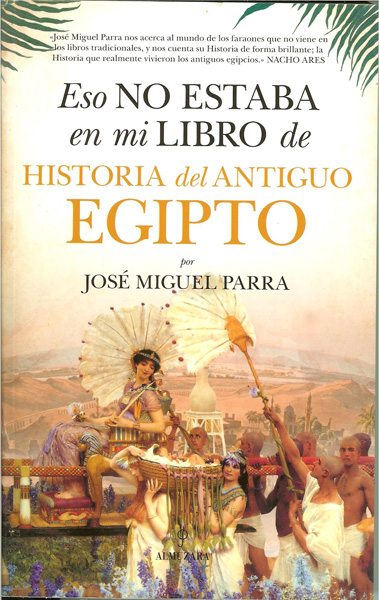 «José Miguel Parra nos acerca al mundo de los faraones que no viene en
los libros tradicionales, y nos cuenta su Historia de forma brillante; la
Historia que realmente vivieron los antiguos egipcios.» NACHO ARES
Eso NO ESTABA
en mi LIBRO de
HISTORIA del ANTIGUO
EGIPTO
por
JOSÉ MIGUEL PARRA
ALMUZARA